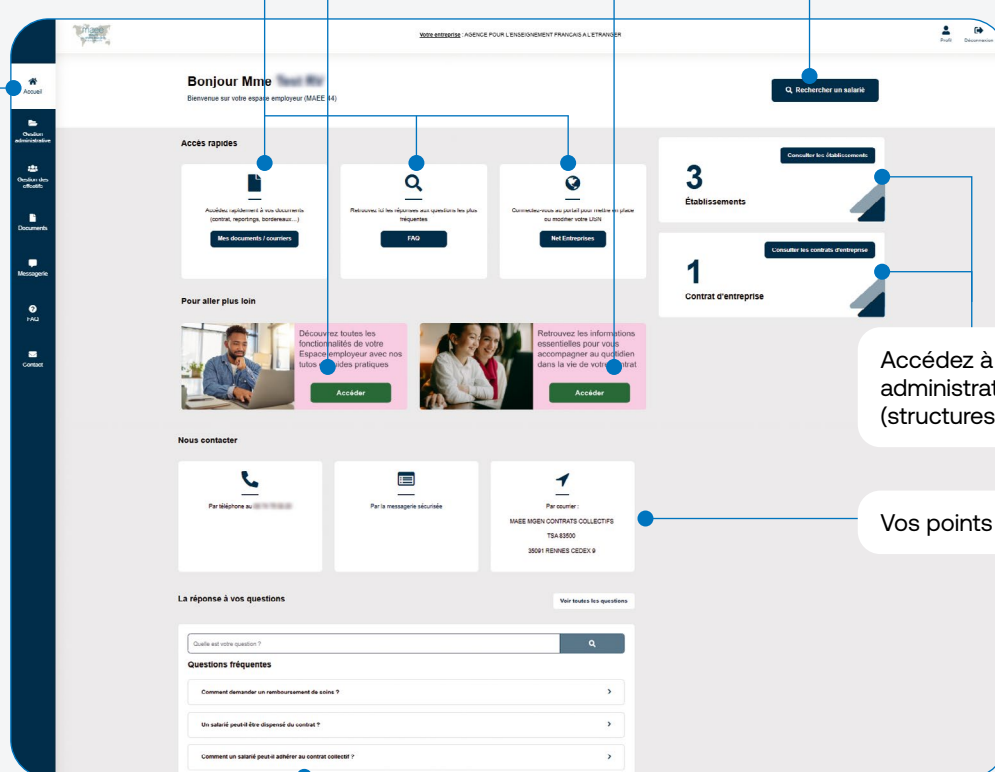 maee
Votre entreprise : AGENCE POUR L'ENSEIGNEMENT FRANCAIS A L'ETRANGER
Profil
Déconnexion
Accueil
Gestion administrative
Gestion des effectifs
Documents
Messagerie
FAQ
Contact
Bonjour Mme
Bienvenue sur votre espace employeur (MAEE 44)
Rechercher un salarié
Accès rapides
Accédez rapidement à vos documents
(contrat, reportings, bordereaux…)
Mes documents / courriers
Retrouvez ici les réponses aux questions les plus
fréquentes
FAQ
Connectez-vous au portail pour mettre en place
ou modifier votre DSN
Net Entreprises
Consulter les établissements
3
Établissements
Consulter les contrats d'entreprise
1
Contrat d'entreprise
Pour aller plus loin
Découvrez toutes les
fonctionnalités de votre
Espace employeur avec nos
tutos ides pratiques
Accéder
Retrouvez les informations
essentielles pour vous
accompagner au quotidien
dans la vie de votre contrat
Accéder
Accédez à
administrat
(structures
Nous contacter
Par téléphone au
Par la messagerie sécurisée
Par courrier :
MAEE MGEN CONTRATS COLLECTIFS
TSA 83500
35091 RENNES CEDEX 9
Vos points
La réponse à vos questions
Voir toutes les questions
Quelle est votre question ?
Questions fréquentes
Comment demander un remboursement de soins ?
Un salarié peut-il être dispensé du contrat ?
Comment un salarié peut-il adhérer au contrat collectif ?